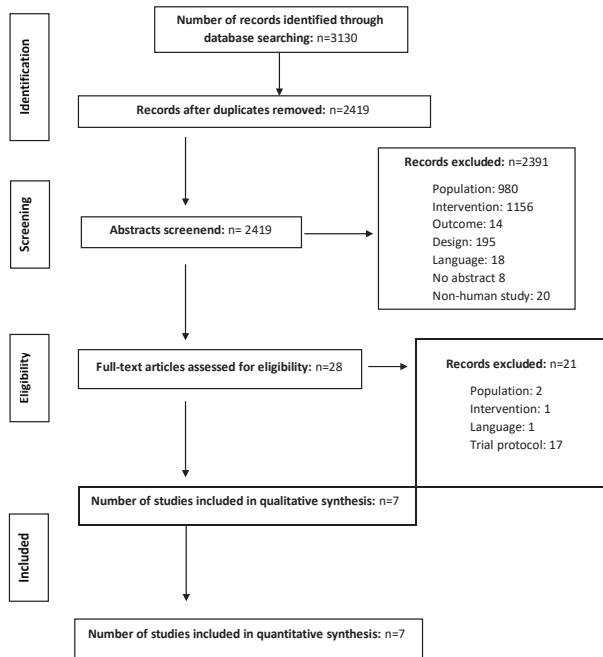 Identification
Number of records identified through
database searching: n=3130
Records after duplicates removed: n=2419
Screening
Abstracts screenend: n= 2419
Records excluded: n=2391
Population: 980
Intervention: 1156
Outcome: 14
Design: 195
Language: 18
No abstract 8
Non-human study: 20
Eligibility
Full-text articles assessed for eligibility: n=28
Records excluded: n=21
Population: 2
Intervention: 1
Language: 1
Trial protocol: 17
Included
Number of studies included in qualitative synthesis: n=7
Number of studies included in quantitative synthesis: n=7